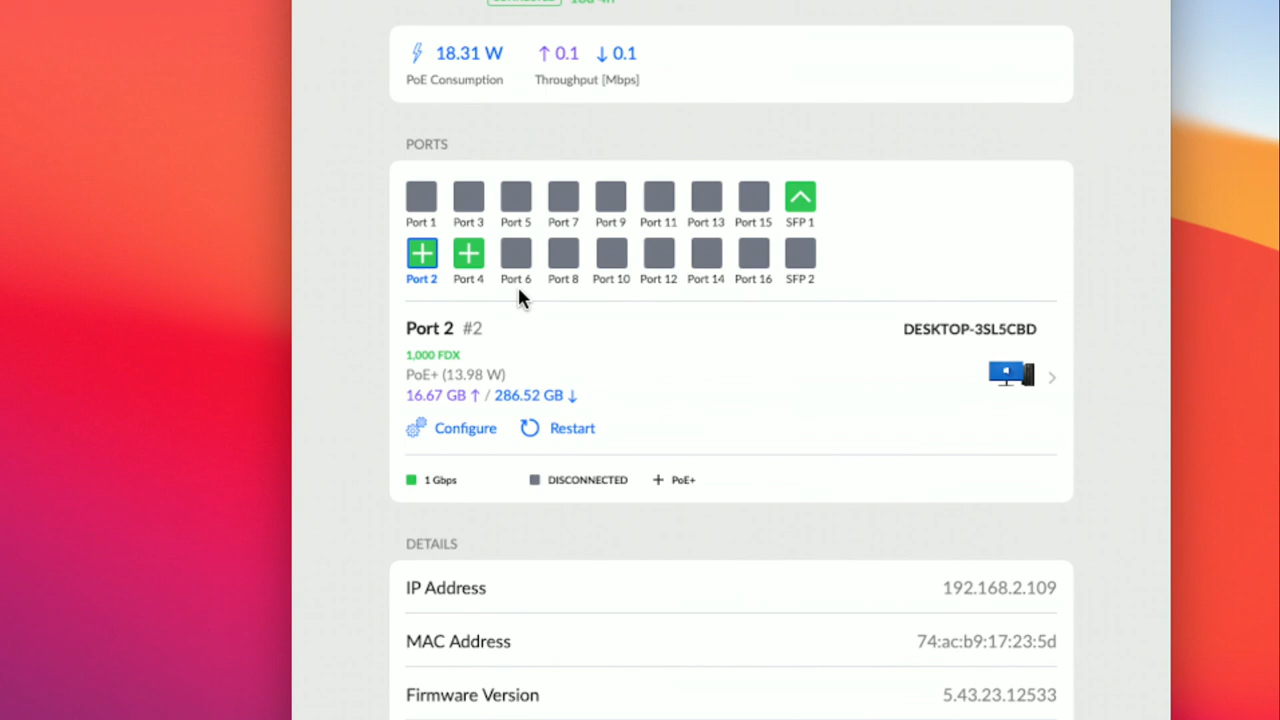 18.31 W ↑ 0.1 ↓ 0.1
PoE Consumption Throughput [Mbps]
PORTS
Port 1 Port 3 Port 5 Port 7 Port 9 Port 11 Port 13 Port 15 SFP 1
Port 2 Port 4 Port 6 Port 8 Port 10 Port 12 Port 14 Port 16 SFP 2
Port 2 #2 DESKTOP-3SL5CBD
1,000 FDX
PoE+ (13.98 W)
16.67 GB ↑ / 286.52 GB ↓
Configure Restart
1 Gbps DISCONNECTED + PoE+
DETAILS
IP Address 192.168.2.109
MAC Address 74:ac:b9:17:23:5d
Firmware Version 5.43.23.12533